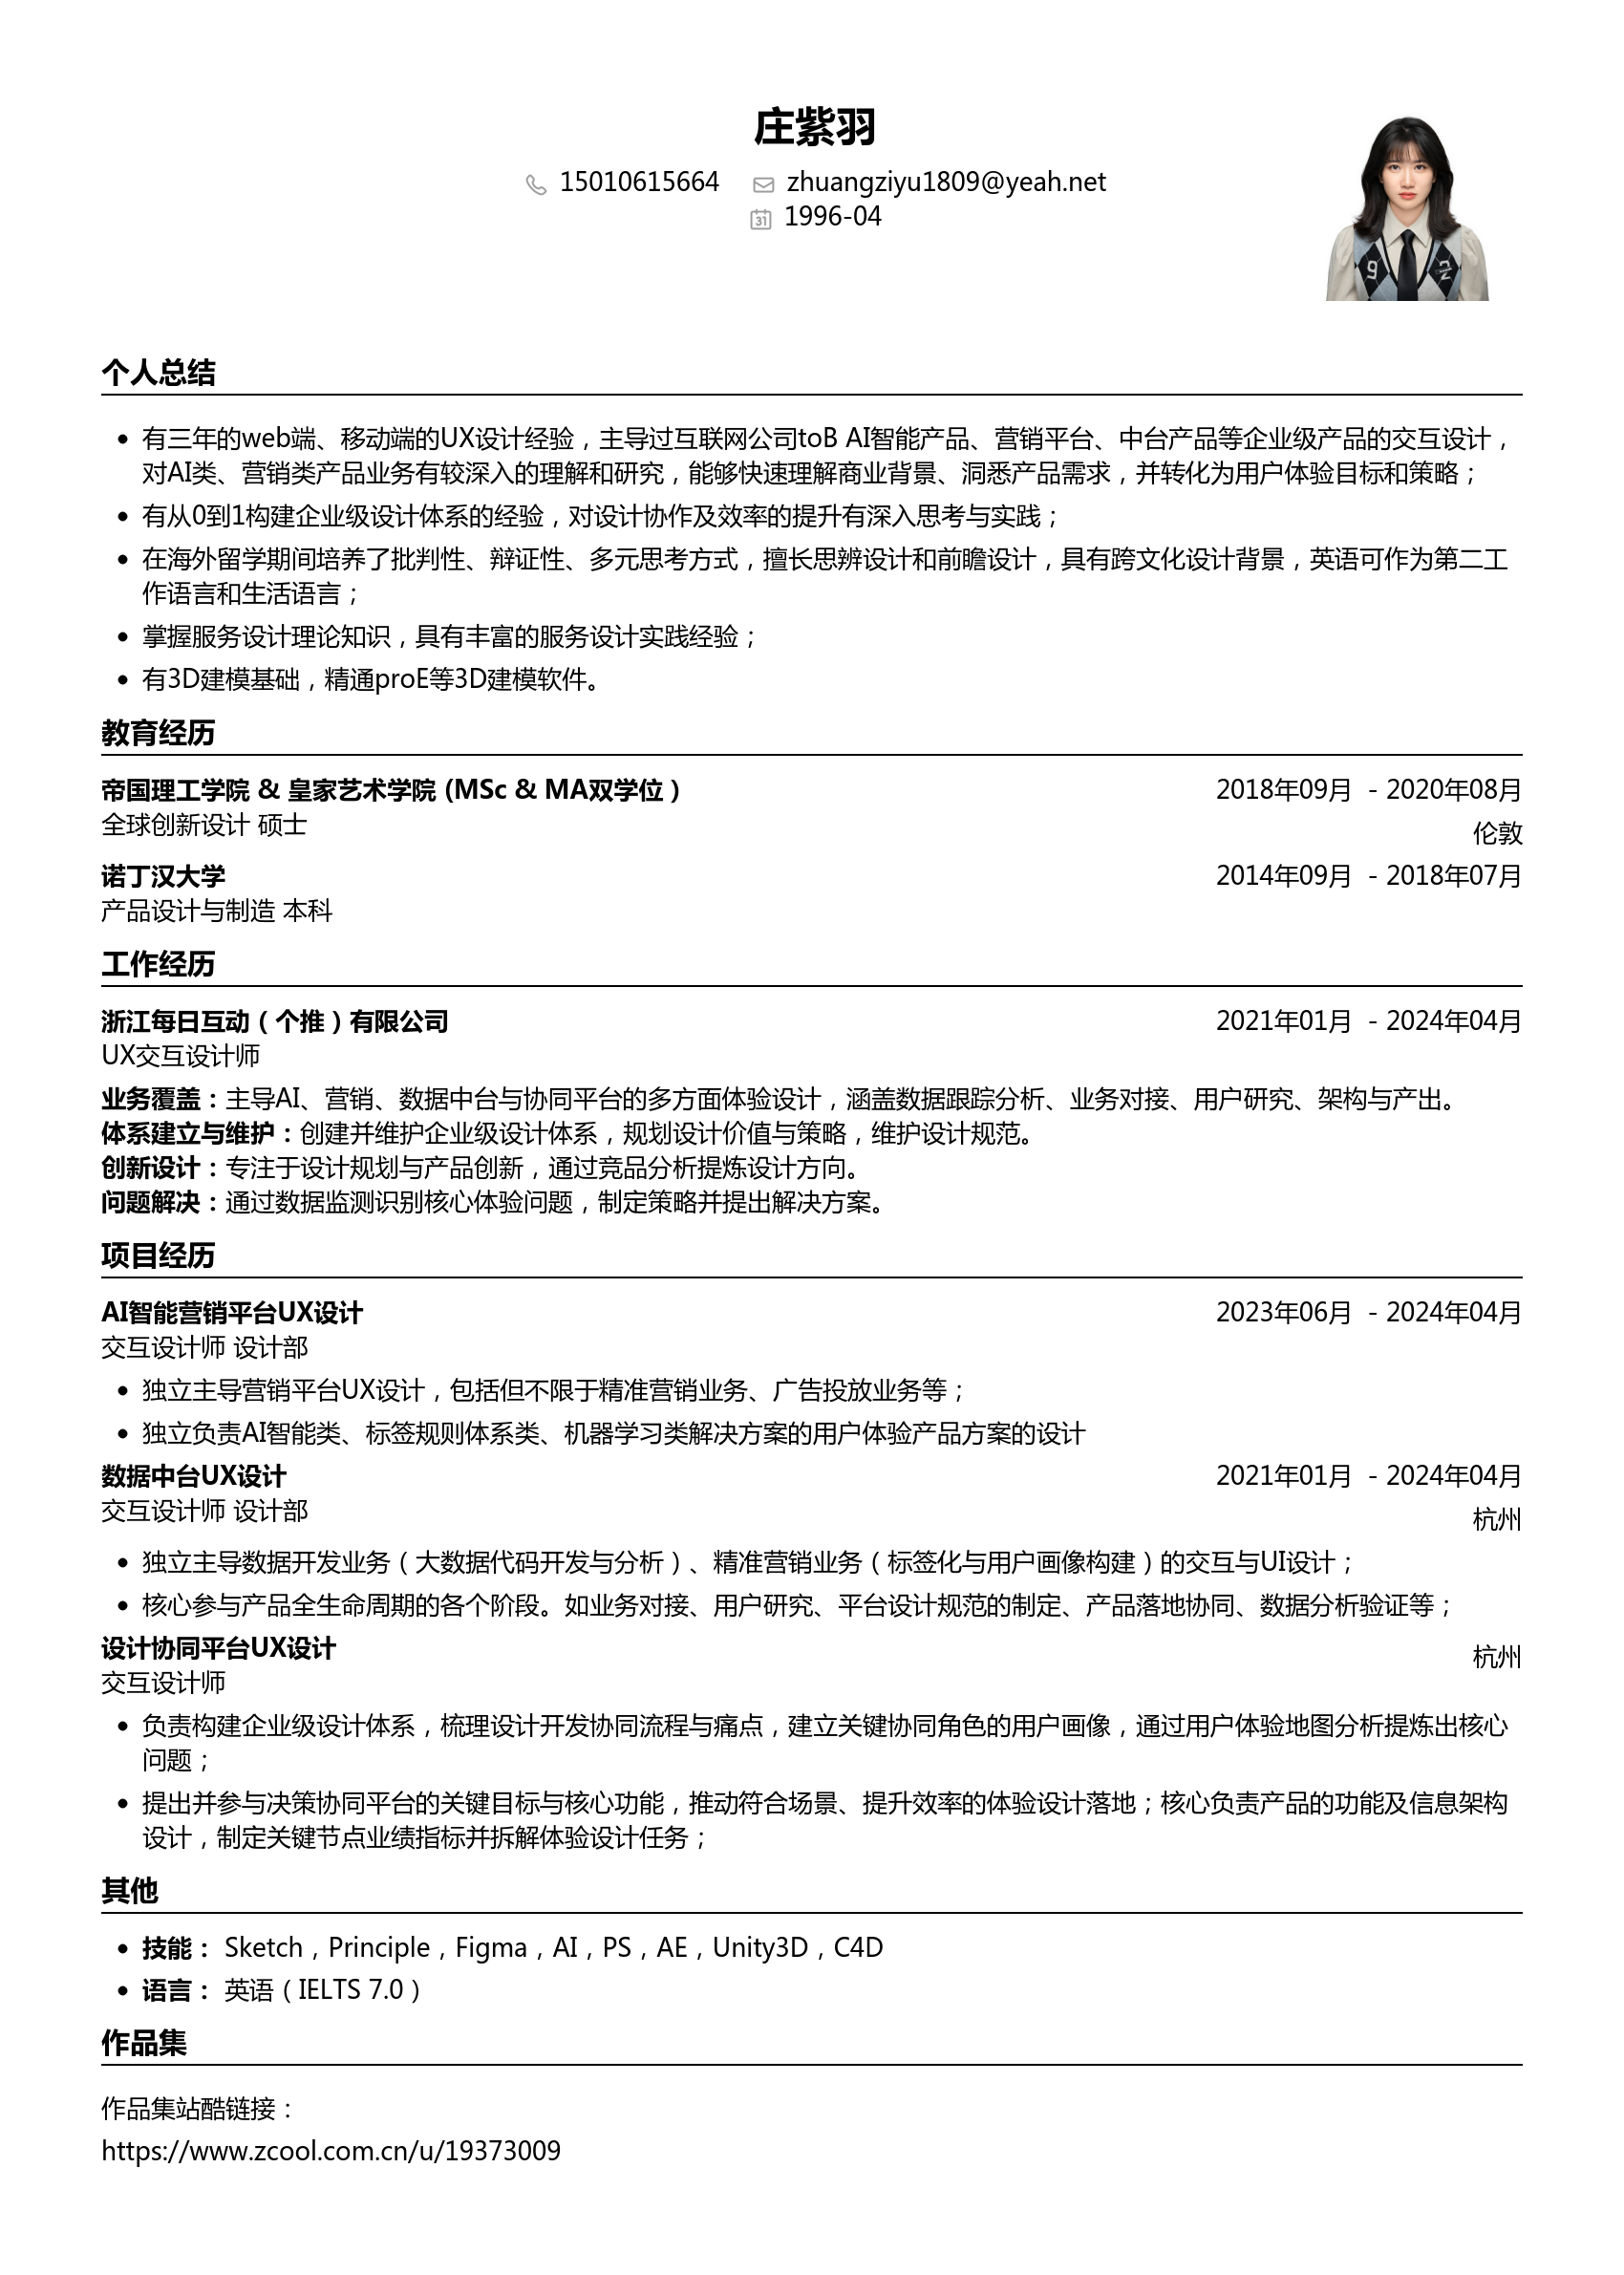 庄紫羽
15010615664 zhuangziyu1809@yeah.net
1996-04
个人总结
有三年的web端、移动端的UX设计经验，主导过互联网公司toB AI智能产品、营销平台、中台产品等企业级产品的交互设计，
对AI类、营销类产品业务有较深入的理解和研究，能够快速理解商业背景、洞悉产品需求，并转化为用户体验目标和策略；
有从0到1构建企业级设计体系的经验，对设计协作及效率的提升有深入思考与实践；
在海外留学期间培养了批判性、辩证性、多元思考方式，擅长思辨设计和前瞻设计，具有跨文化设计背景，英语可作为第二工
作语言和生活语言；
掌握服务设计理论知识，具有丰富的服务设计实践经验；
有3D建模基础，精通proE等3D建模软件。
教育经历
帝国理工学院 & 皇家艺术学院 (MSc & MA双学位） 2018年09月 - 2020年08月
全球创新设计 硕士 伦敦
诺丁汉大学 2014年09月 - 2018年07月
产品设计与制造 本科
工作经历
浙江每日互动（个推）有限公司 2021年01月 - 2024年04月
UX交互设计师
业务覆盖：主导AI、营销、数据中台与协同平台的多方面体验设计，涵盖数据跟踪分析、业务对接、用户研究、架构与产出。
体系建立与维护：创建并维护企业级设计体系，规划设计价值与策略，维护设计规范。
创新设计：专注于设计规划与产品创新，通过竞品分析提炼设计方向。
问题解决：通过数据监测识别核心体验问题，制定策略并提出解决方案。
项目经历
AI智能营销平台UX设计 2023年06月 - 2024年04月
交互设计师 设计部
独立主导营销平台UX设计，包括但不限于精准营销业务、广告投放业务等；
独立负责AI智能类、标签规则体系类、机器学习类解决方案的用户体验产品方案的设计
数据中台UX设计 2021年01月 - 2024年04月
交互设计师 设计部 杭州
独立主导数据开发业务（大数据代码开发与分析）、精准营销业务（标签化与用户画像构建）的交互与UI设计；
核心参与产品全生命周期的各个阶段。如业务对接、用户研究、平台设计规范的制定、产品落地协同、数据分析验证等；
设计协同平台UX设计 杭州
交互设计师
负责构建企业级设计体系，梳理设计开发协同流程与痛点，建立关键协同角色的用户画像，通过用户体验地图分析提炼出核心
问题；
提出并参与决策协同平台的关键目标与核心功能，推动符合场景、提升效率的体验设计落地；核心负责产品的功能及信息架构
设计，制定关键节点业绩指标并拆解体验设计任务；
其他
技能： Sketch，Principle，Figma，AI，PS，AE，Unity3D，C4D
语言： 英语（IELTS 7.0）
作品集
作品集站酷链接：
https://www.zcool.com.cn/u/19373009